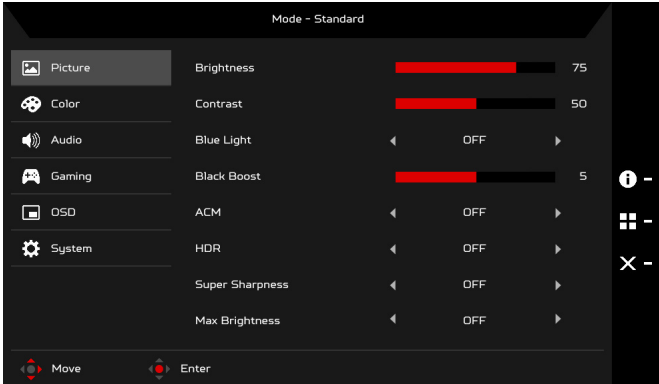 Mode - Standard
Picture
Brightness 75
Color
Contrast 50
Audio
Blue Light OFF
Gaming
Black Boost 5
OSD
ACM OFF
System
HDR OFF
Super Sharpness OFF
Max Brightness OFF
Move Enter